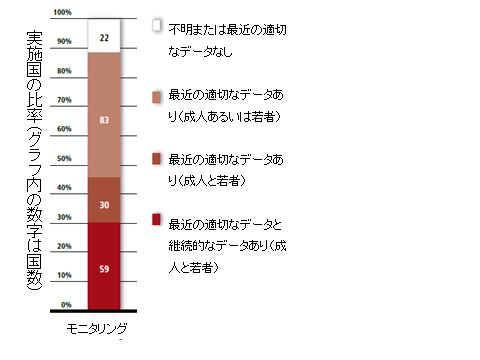 実施国の比率(グラフ内の数字は国数)
100%
90%
80%
70%
60%
50%
40%
30%
20%
10%
0%
22
83
30
59
モニタリング
不明または最近の適切
なデータなし
最近の適切なデータあ
り(成人あるいは若者)
最近の適切なデータあ
り(成人と若者)
最近の適切なデータと
継続的なデータあり(成
人と若者)